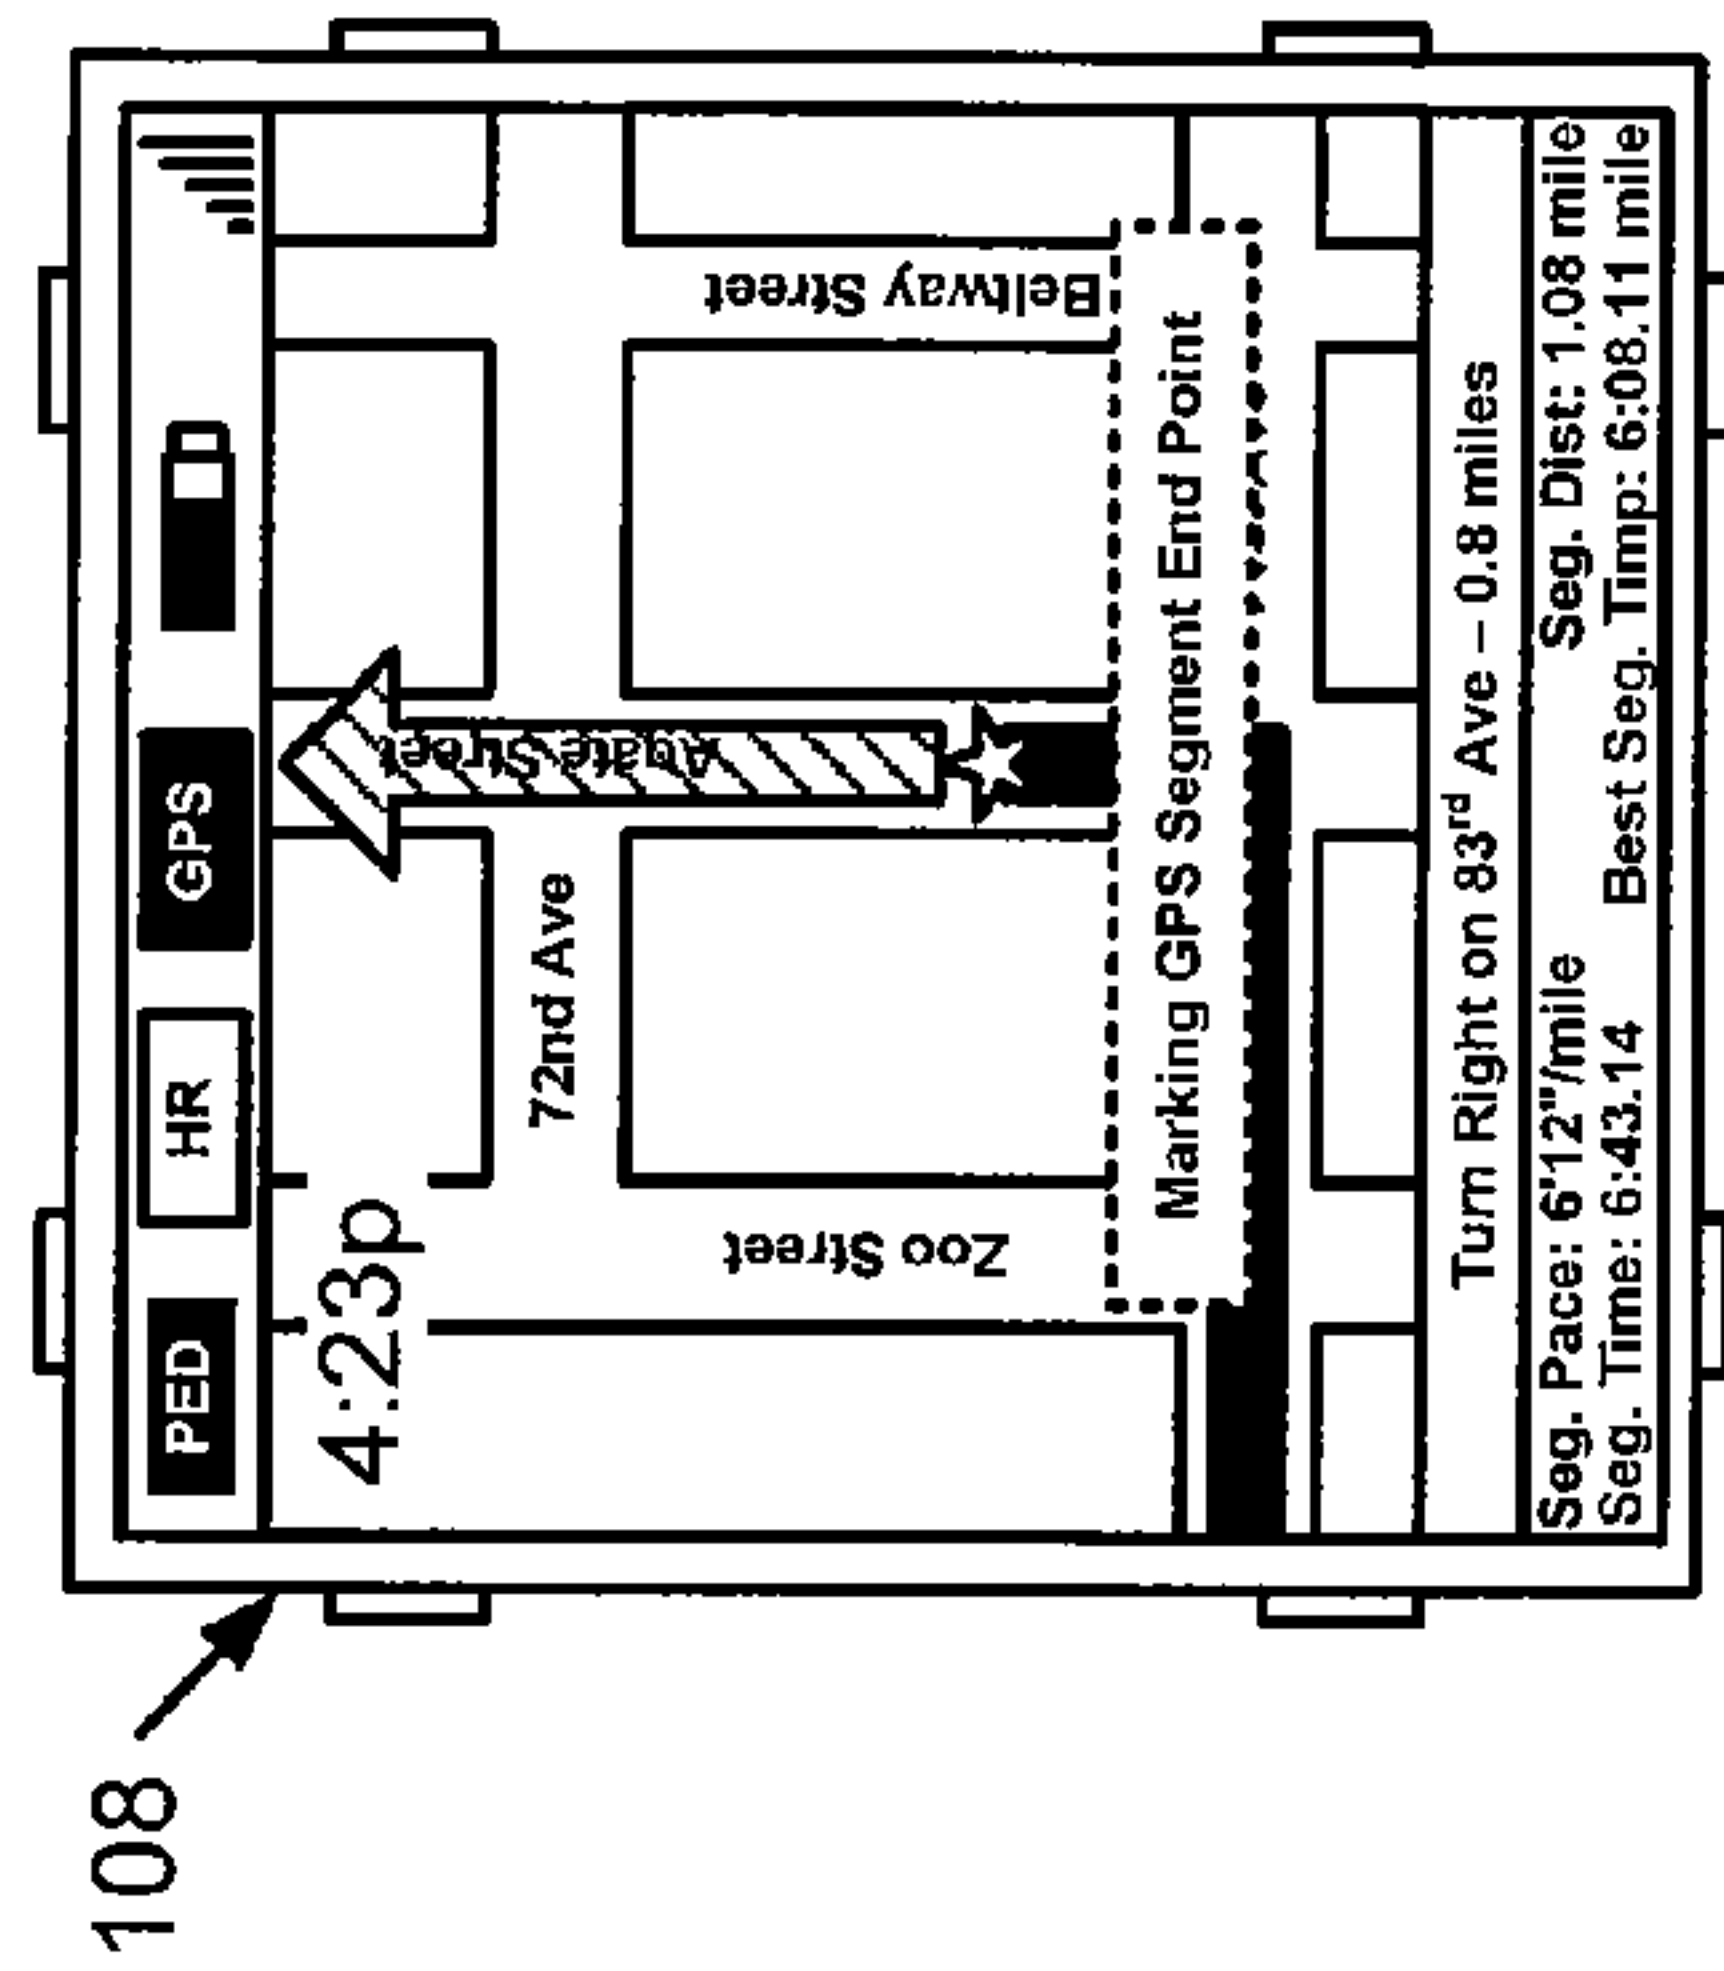 108
PED HR GPS
4:23p
72nd Ave
Zoo Street
Agate Street
Beltway Street
Marking GPS Segment End Point
Turn Right on 83rd Ave – 0.8 miles
Seg. Pace: 6'12"/mile Seg. Dist: 1.08 mile
Seg. Time: 6:43.14 Best Seg. Timp: 6:08.11 mile